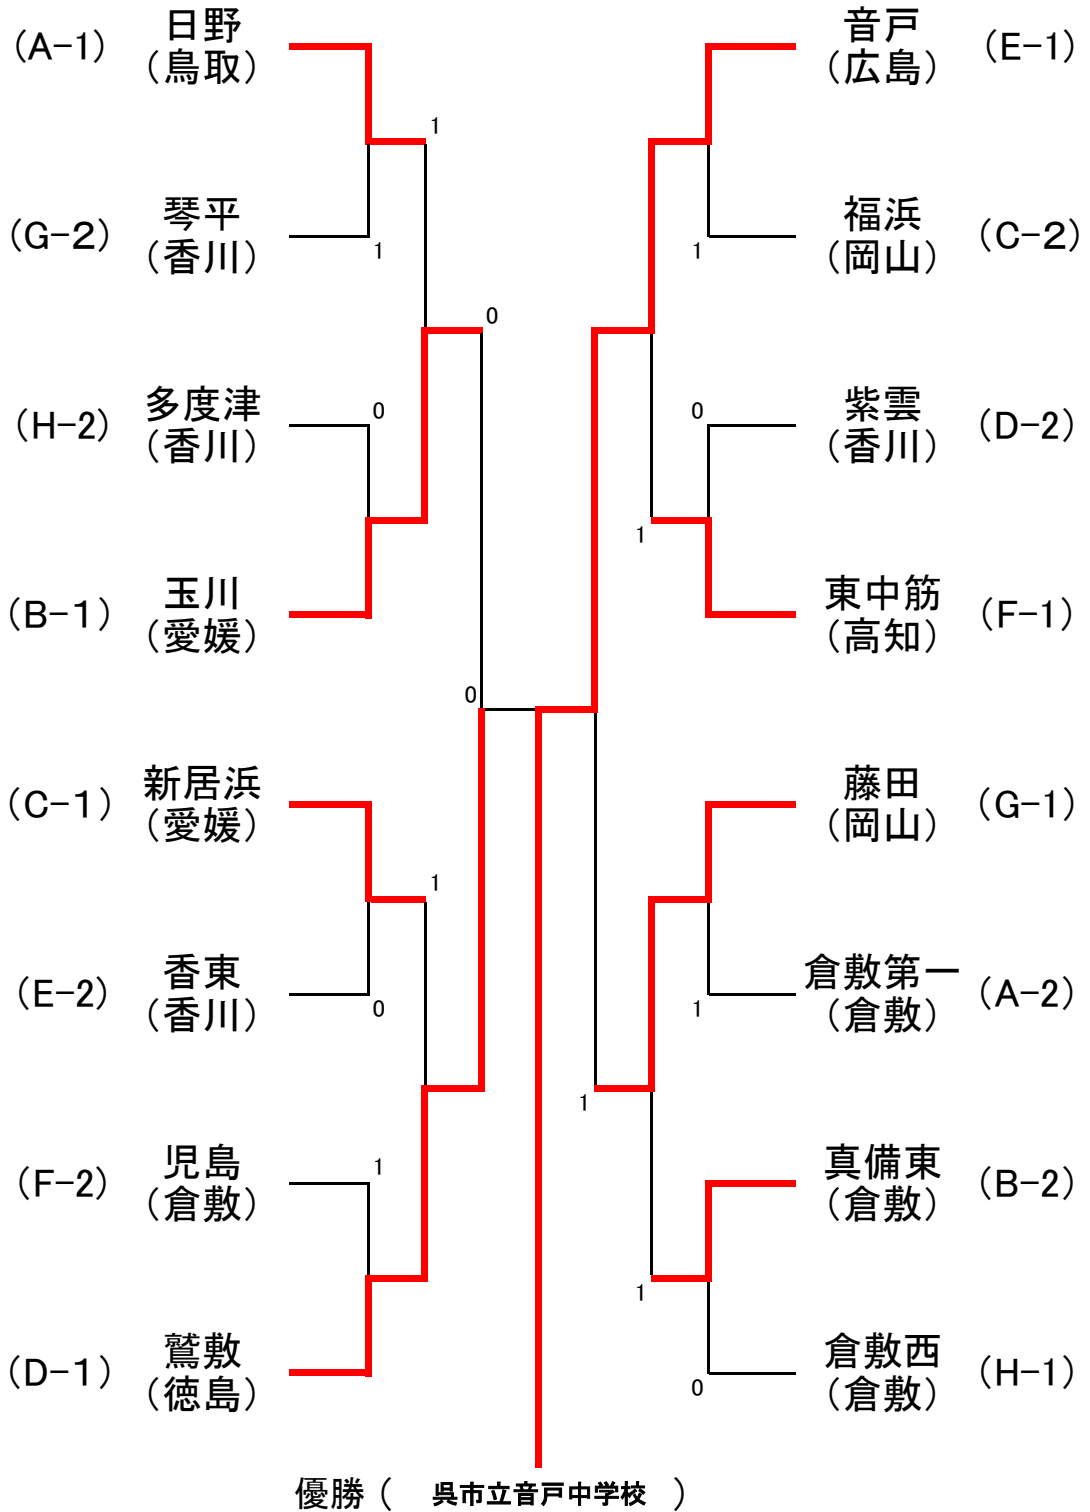 (A-1) 日野
(鳥取)
1
(G-2) 琴平
(香川)
1
0
(H-2) 多度津
(香川)
0
(B-1) 玉川
(愛媛)
0
(C-1) 新居浜
(愛媛)
1
(E-2) 香東
(香川)
0
(F-2) 児島
(倉敷)
1
(D-1) 鷲敷
(徳島)
音戸 (E-1)
(広島)
福浜 (C-2)
(岡山)
1
紫雲 (D-2)
(香川)
0
1
東中筋 (F-1)
(高知)
藤田 (G-1)
(岡山)
倉敷第一 (A-2)
(倉敷)
1
1
真備東 (B-2)
(倉敷)
1
倉敷西 (H-1)
(倉敷)
0
優勝 ( 呉市立音戸中学校 )